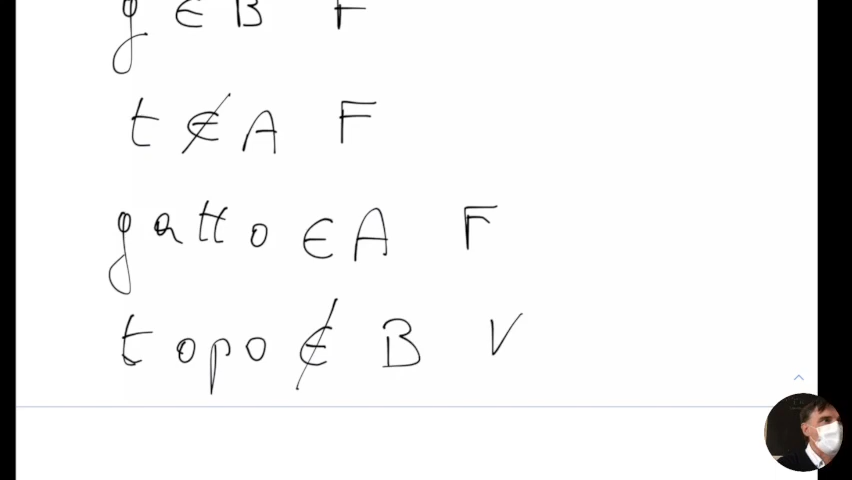 g ∈ B F
t ∉ A F
gatto ∈ A F
topo ∉ B V